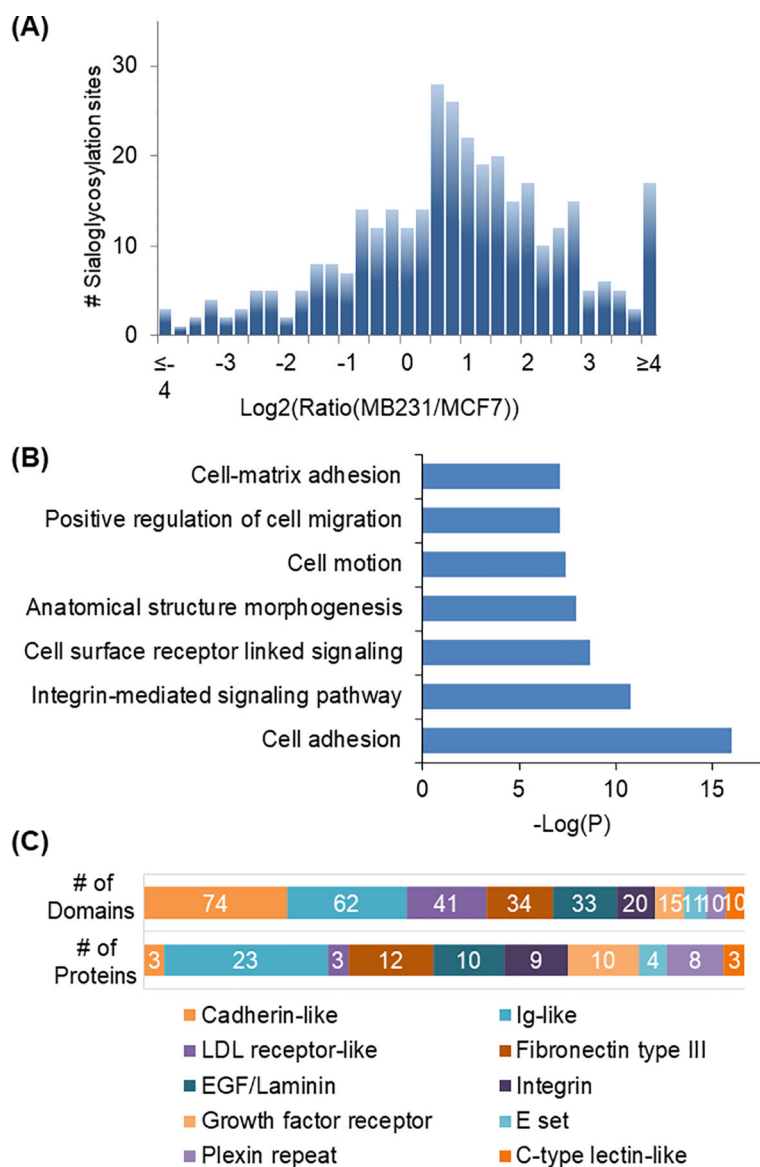 (A)
# Sialoglycosylation sites
30
20
10
0
≤-4 -3 -2 -1 0 1 2 3 ≥4
Log2(Ratio(MB231/MCF7))
(B)
Cell-matrix adhesion
Positive regulation of cell migration
Cell motion
Anatomical structure morphogenesis
Cell surface receptor linked signaling
Integrin-mediated signaling pathway
Cell adhesion
0 5 10 15
-Log(P)
(C)
# of Domains
74 62 41 34 33 20 15 11 10 10
# of Proteins
3 23 3 12 10 9 10 4 8 3
Cadherin-like Ig-like
LDL receptor-like Fibronectin type III
EGF/Laminin Integrin
Growth factor receptor E set
Plexin repeat C-type lectin-like